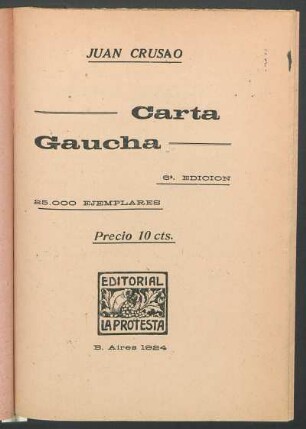 JUAN CRUSAO
Carta
Gaucha
6ª. EDICION
25.000 EJEMPLARES
Precio 10 cts.
EDITORIAL
LA PROTESTA
B. Aires 1924